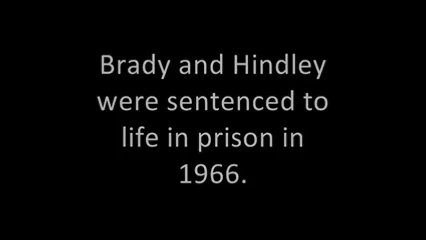 Brady and Hindley
were sentenced to
life in prison in
1966.